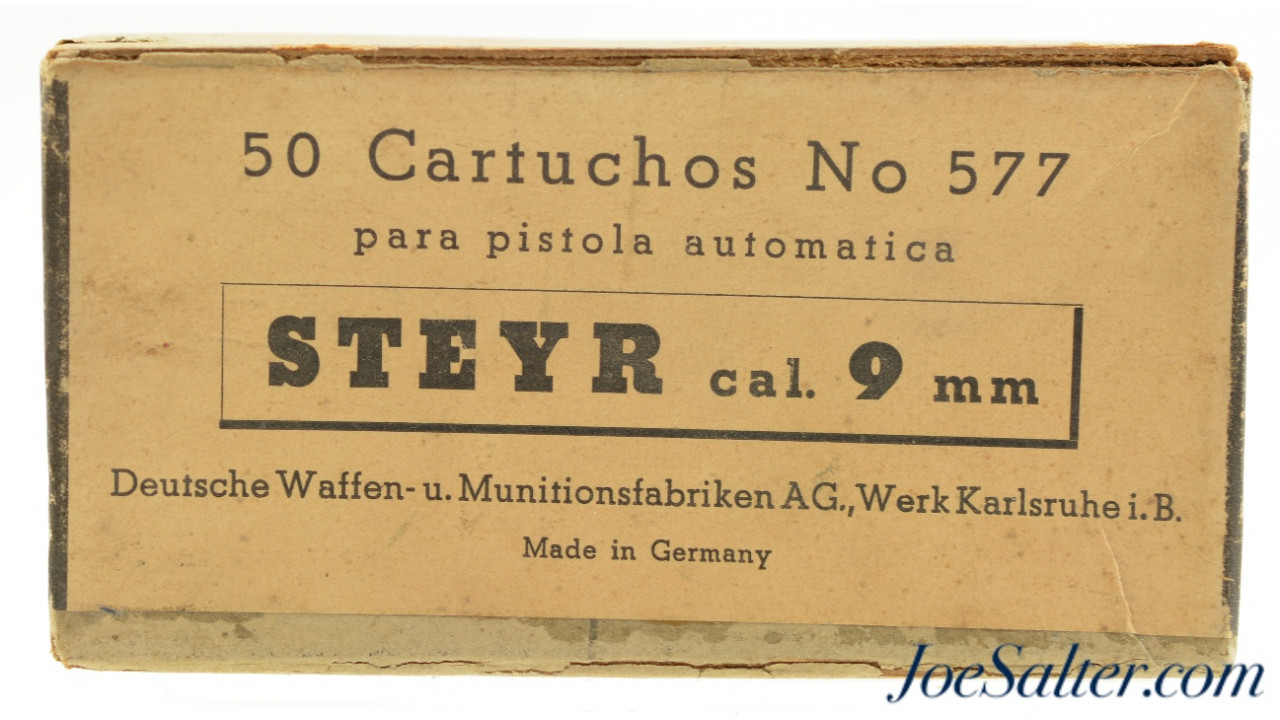 50 Cartuchos No 577
para pistola automatica
STEYR cal. 9 mm
Deutsche Waffen- u. Munitionsfabriken AG., Werk Karlsruhe i. B.
Made in Germany
JoeSalter.com